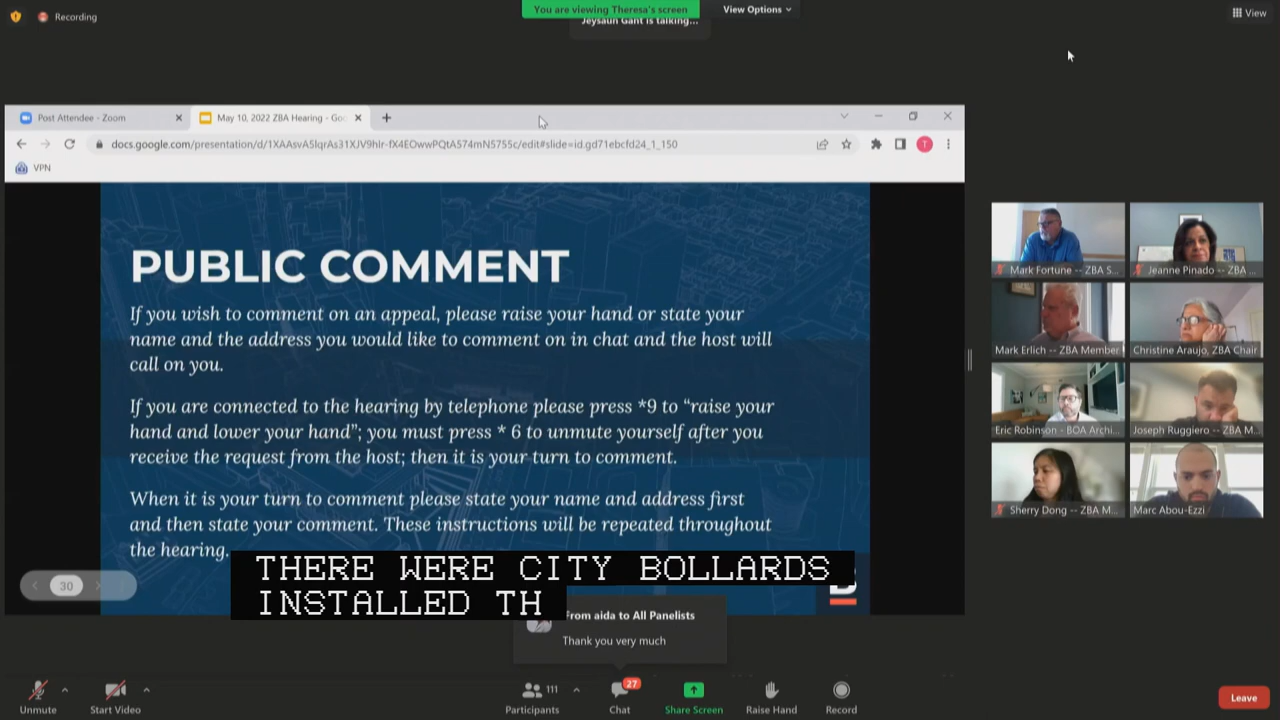 Recording
You are viewing Theresa's screen
View Options
Jeysaun Gant is talking...
View
Post Attendee - Zoom
May 10, 2022 ZBA Hearing - Goo
docs.google.com/presentation/d/1XAAsvA5lqrAs31XJV9hlr-fX4EOwwPQtA574mN5755c/edit#slide=id.gd71ebcfd24_1_150
T
VPN
PUBLIC COMMENT
If you wish to comment on an appeal, please raise your hand or state your
name and the address you would like to comment on in chat and the host will
call on you.
If you are connected to the hearing by telephone please press *9 to “raise your
hand and lower your hand”; you must press * 6 to unmute yourself after you
receive the request from the host; then it is your turn to comment.
When it is your turn to comment please state your name and address first
and then state your comment. These instructions will be repeated throughout
the hearing.
30
THERE WERE CITY BOLLARDS
INSTALLED TH
From aida to All Panelists
Thank you very much
Mark Fortune -- ZBA S...
Jeanne Pinado -- ZBA ...
Mark Erlich -- ZBA Member
Christine Araujo, ZBA Chair
Eric Robinson - BOA Archi...
Joseph Ruggiero -- ZBA M...
Sherry Dong -- ZBA M...
Marc Abou-Ezzi
Unmute
Start Video
111
Participants
27
Chat
Share Screen
Raise Hand
Record
Leave